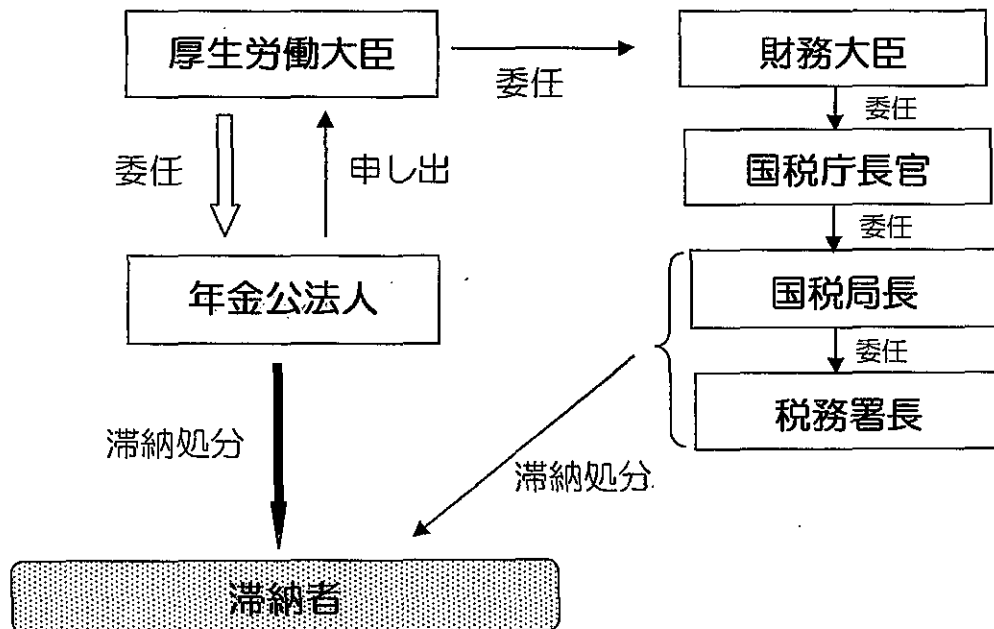 厚生労働大臣
委任
財務大臣
委任
委任
申し出
国税庁長官
委任
年金公法人
国税局長
委任
税務署長
滞納処分
滞納処分
滞納者